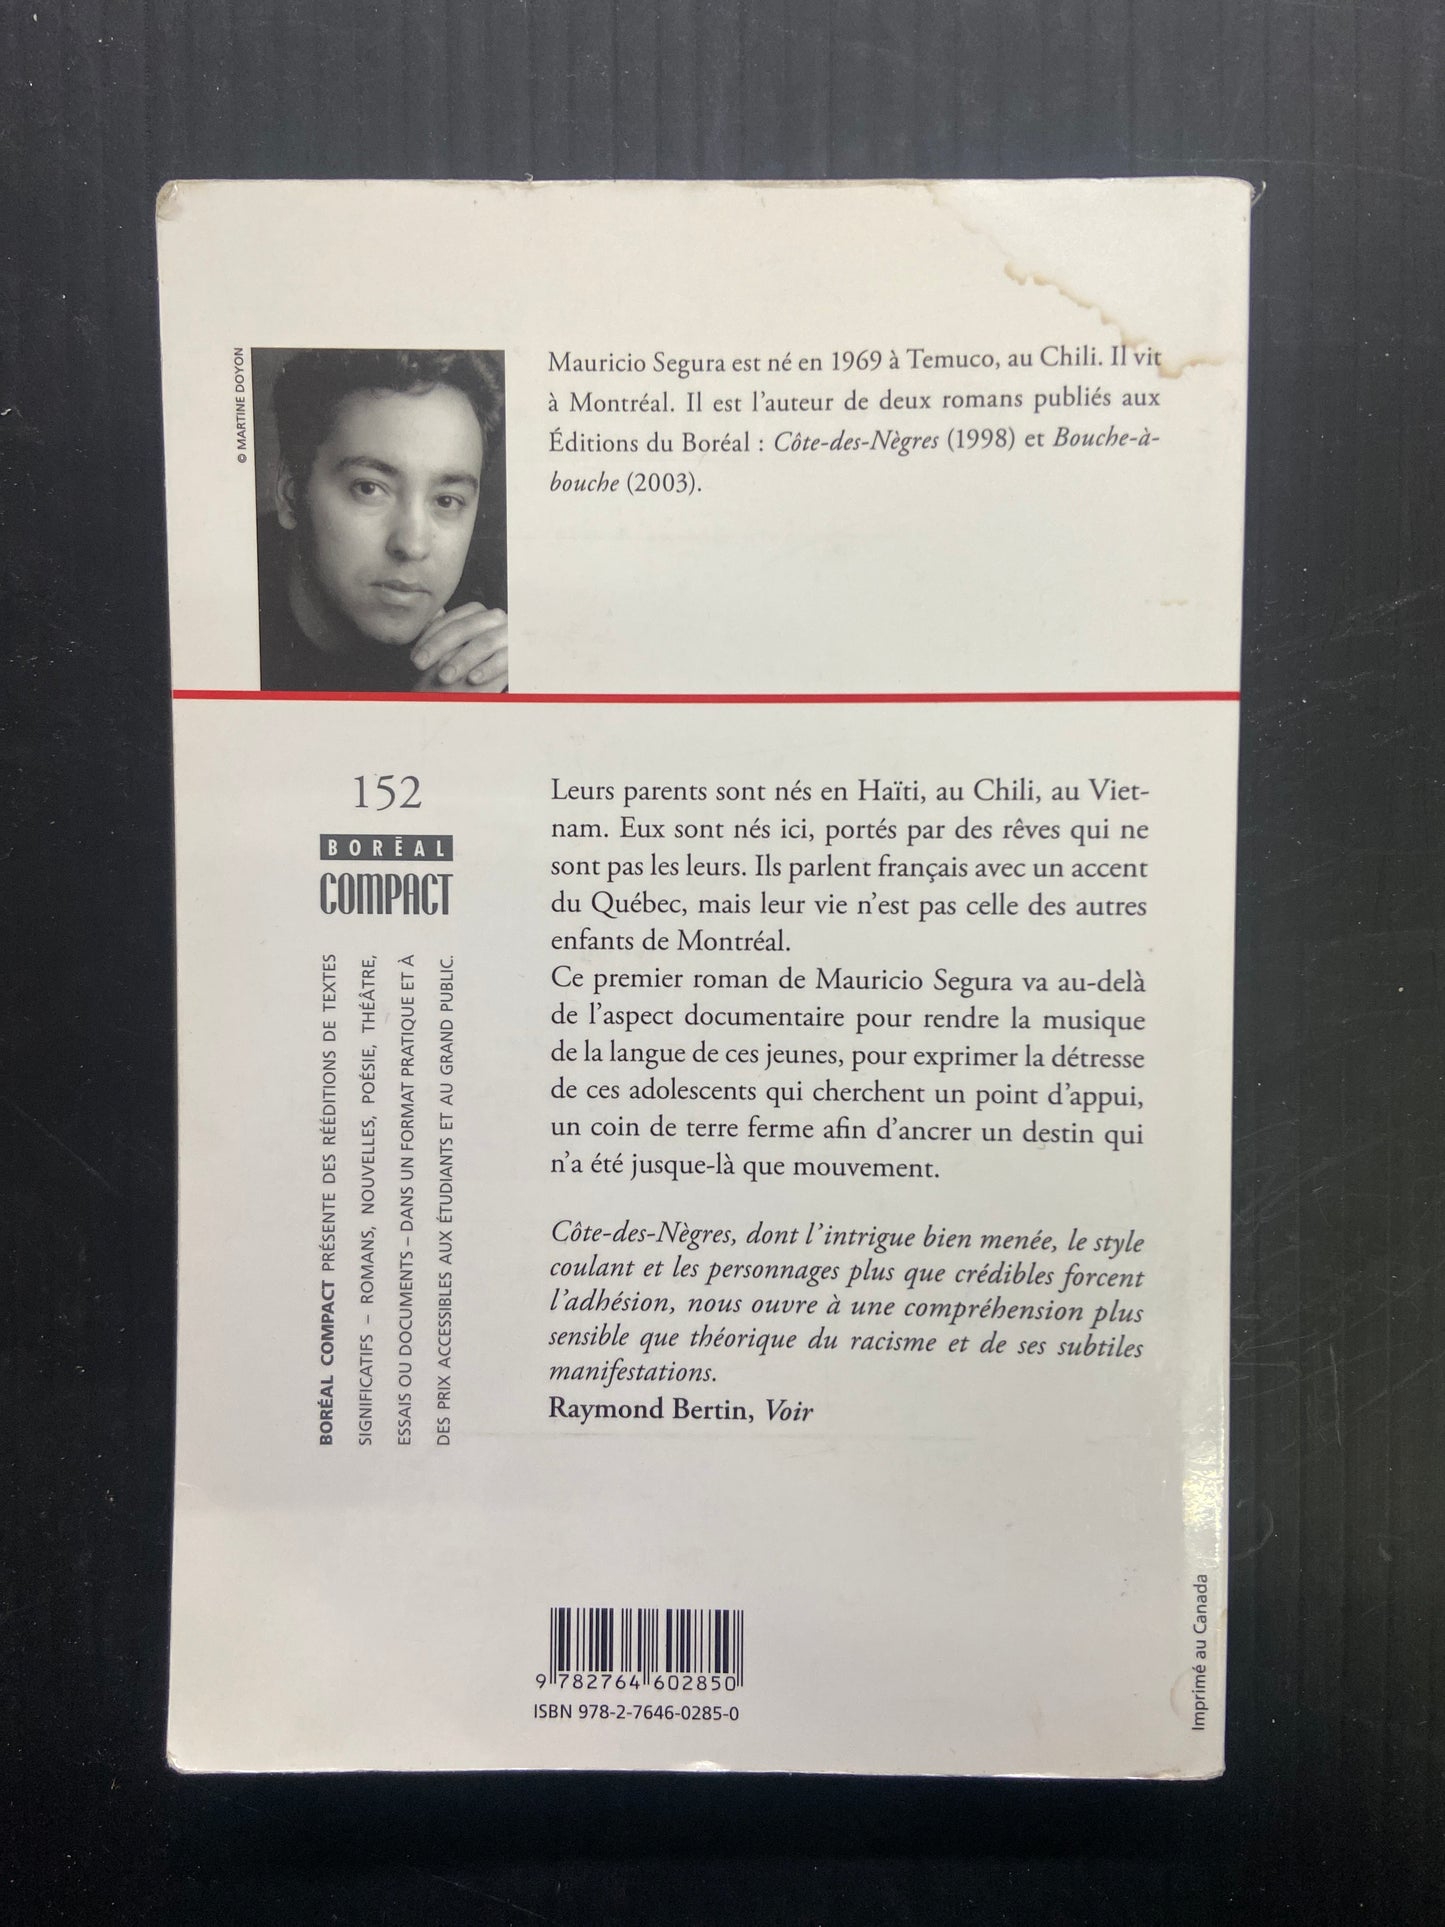 © MARTINE DOYON
Mauricio Segura est né en 1969 à Temuco, au Chili. Il vit
à Montréal. Il est l'auteur de deux romans publiés aux
Éditions du Boréal : Côte-des-Nègres (1998) et Bouche-à-
bouche (2003).
152
BORÉAL
COMPACT
BORÉAL COMPACT PRÉSENTE DES RÉÉDITIONS DE TEXTES
SIGNIFICATIFS – ROMANS, NOUVELLES, POÉSIE, THÉÂTRE,
ESSAIS OU DOCUMENTS – DANS UN FORMAT PRATIQUE ET À
DES PRIX ACCESSIBLES AUX ÉTUDIANTS ET AU GRAND PUBLIC.
Leurs parents sont nés en Haïti, au Chili, au Viet-
nam. Eux sont nés ici, portés par des rêves qui ne
sont pas les leurs. Ils parlent français avec un accent
du Québec, mais leur vie n'est pas celle des autres
enfants de Montréal.
Ce premier roman de Mauricio Segura va au-delà
de l'aspect documentaire pour rendre la musique
de la langue de ces jeunes, pour exprimer la détresse
de ces adolescents qui cherchent un point d'appui,
un coin de terre ferme afin d'ancrer un destin qui
n'a été jusque-là que mouvement.
Côte-des-Nègres, dont l'intrigue bien menée, le style
coulant et les personnages plus que crédibles forcent
l'adhésion, nous ouvre à une compréhension plus
sensible que théorique du racisme et de ses subtiles
manifestations.
Raymond Bertin, Voir
9 782764 602850
ISBN 978-2-7646-0285-0
Imprimé au Canada